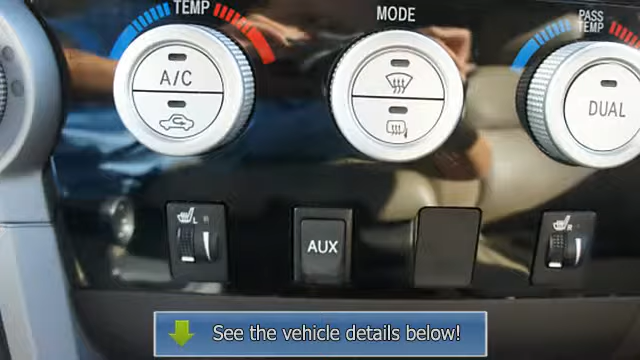 TEMP
MODE
PASS
TEMP
A/C
DUAL
L R
AUX
R
See the vehicle details below!